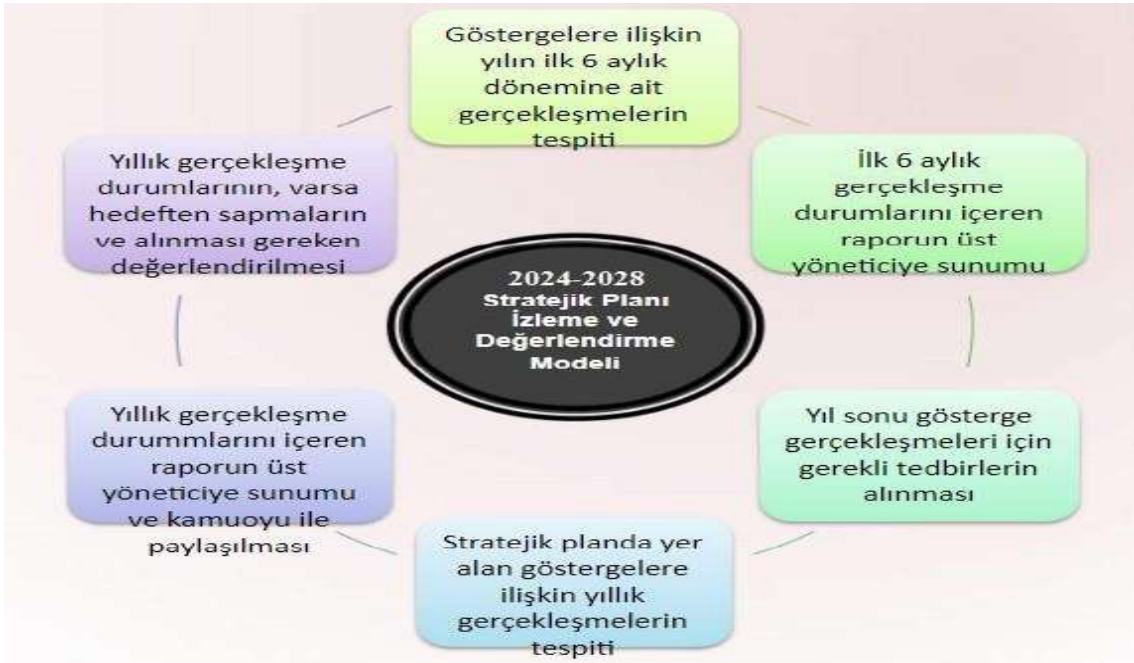 Göstergelere ilişkin
yılın ilk 6 aylık
dönemine ait
gerçekleşmelerin
tespiti
İlk 6 aylık
gerçekleşme
durumlarını içeren
raporun üst
yöneticiye sunumu
Yıl sonu gösterge
gerçekleşmeleri için
gerekli tedbirlerin
alınması
Stratejik planda yer
alan göstergelere
ilişkin yıllık
gerçekleşmelerin
tespiti
Yıllık gerçekleşme
durummlarını içeren
raporun üst
yöneticiye sunumu
ve kamuoyu ile
paylaşılması
Yıllık gerçekleşme
durumlarının, varsa
hedeften sapmaların
ve alınması gereken
değerlendirilmesi
2024-2028
Stratejik Planı
İzleme ve
Değerlendirme
Modeli